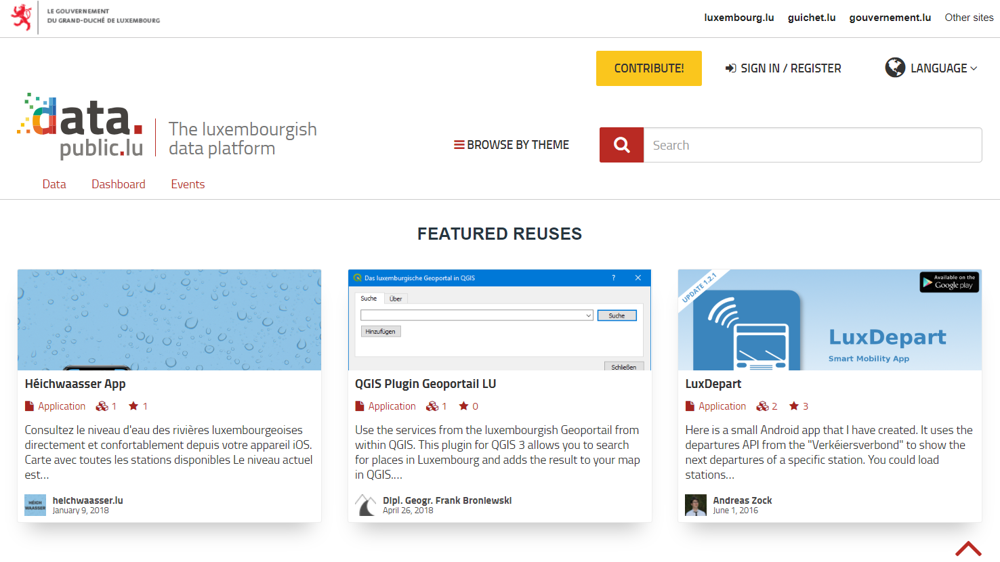 LE GOUVERNEMENT
DU GRAND-DUCHÉ DE LUXEMBOURG
luxembourg.lu guichet.lu gouvernement.lu Other sites
CONTRIBUTE! SIGN IN / REGISTER LANGUAGE
data.
public.lu
The luxembourgish
data platform
BROWSE BY THEME
Search
Data Dashboard Events
FEATURED REUSES
Das luxemburgische Geoportal in QGIS ?
Suche Über
Suche
Hinzufügen
Schließen
UPDATE 1.2.1
Available on the
Google play
LuxDepart
Smart Mobility App
Héichwaasser App
Application 1 1
Consultez le niveau d'eau des rivières luxembourgeoises
directement et confortablement depuis votre appareil iOS.
Carte avec toutes les stations disponibles Le niveau actuel
est…
HÉICH
WAASSER
heichwaasser.lu
January 9, 2018
QGIS Plugin Geoportail LU
Application 1 0
Use the services from the luxembourgish Geoportail from
within QGIS. This plugin for QGIS 3 allows you to search
for places in Luxembourg and adds the result to your map
in QGIS.…
Dipl. Geogr. Frank Broniewski
April 26, 2018
LuxDepart
Application 2 3
Here is a small Android app that I have created. It uses the
departures API from the "Verkéiersverbond" to show the
next departures of a specific station. You could load
stations…
Andreas Zock
June 1, 2016